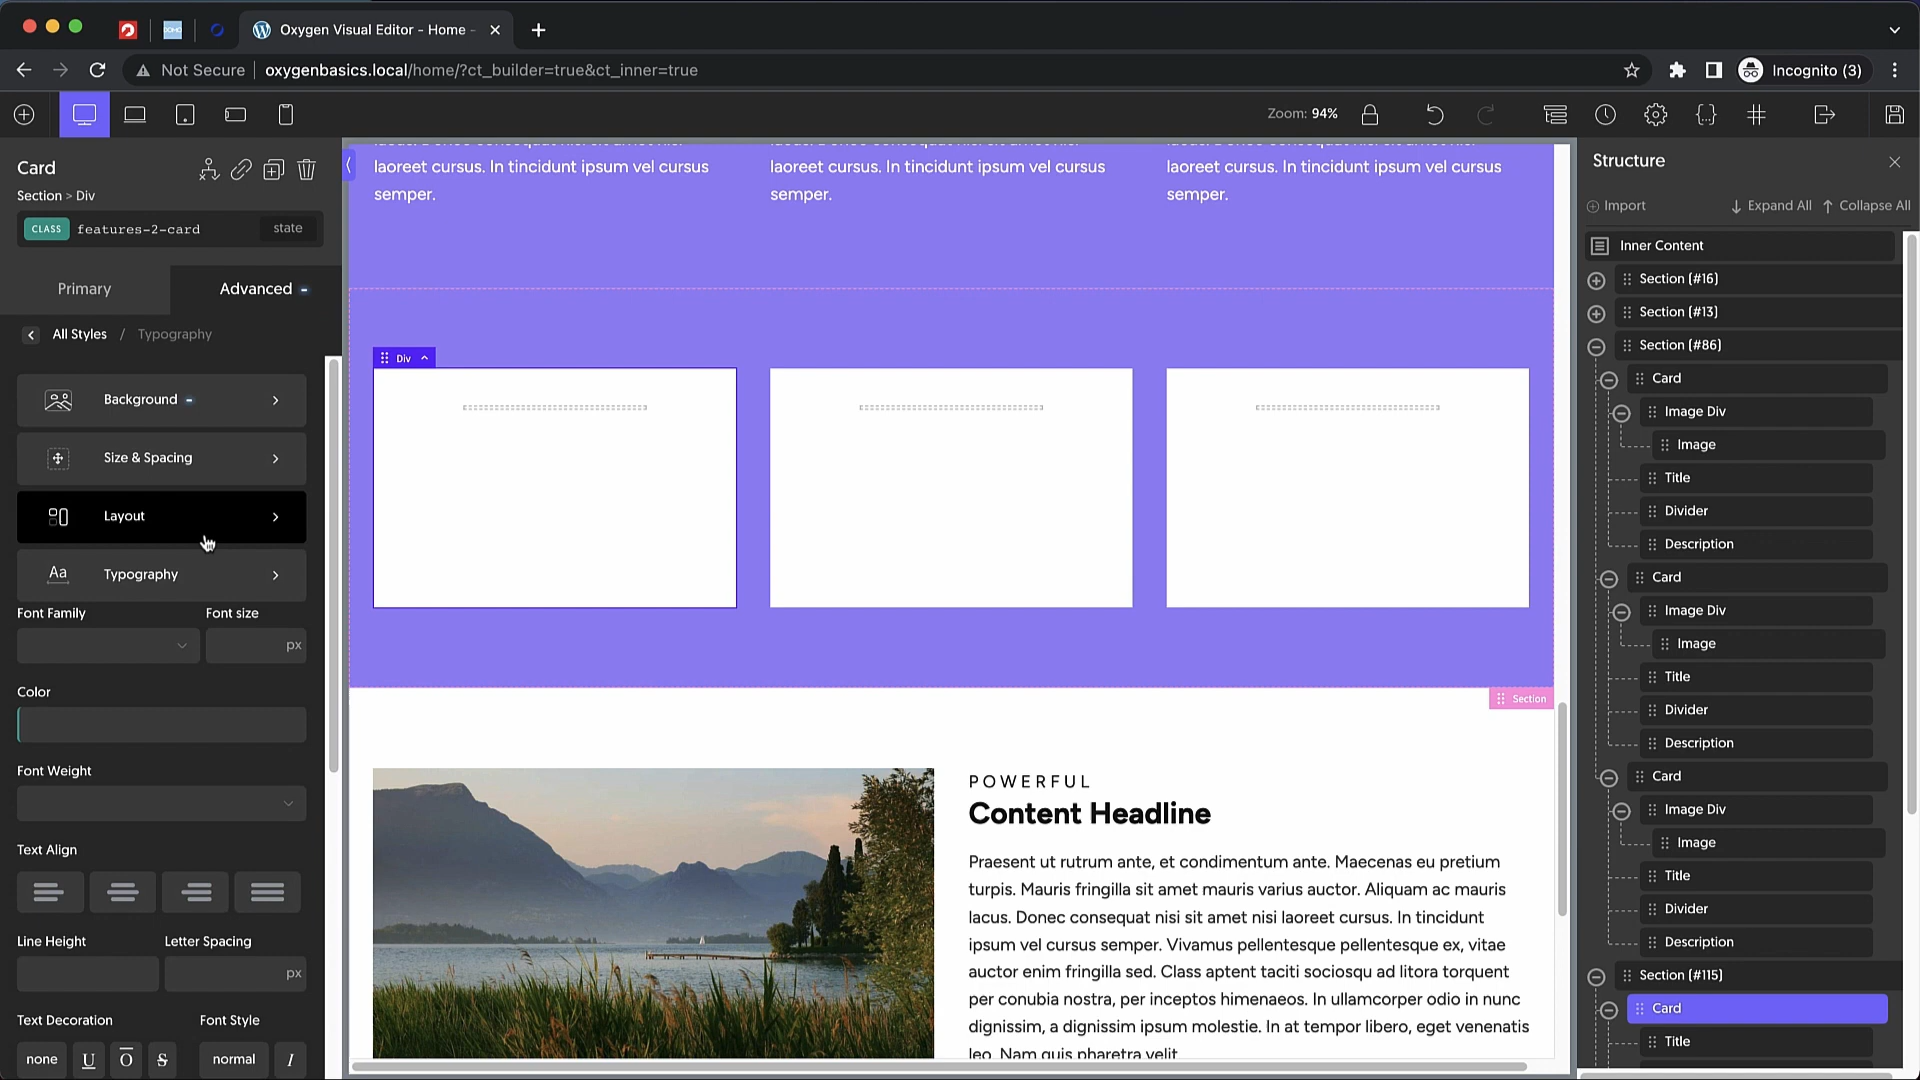 Oxygen Visual Editor - Home -
Not Secure
oxygenbasics.local/home/?ct_builder=true&ct_inner=true
Incognito (3)
Zoom: 94%
Card
Section > Div
CLASS
features-2-card
state
Primary
Advanced
All Styles / Typography
Background
Size & Spacing
Layout
Aa
Typography
Font Family
Font size
px
Color
Font Weight
Text Align
Line Height
Letter Spacing
px
Text Decoration
Font Style
none
U
O
S
normal
I
laoreet cursus. In tincidunt ipsum vel cursus
semper.
laoreet cursus. In tincidunt ipsum vel cursus
semper.
laoreet cursus. In tincidunt ipsum vel cursus
semper.
Div
Section
POWERFUL
Content Headline
Praesent ut rutrum ante, et condimentum ante. Maecenas eu pretium
turpis. Mauris fringilla sit amet mauris varius auctor. Aliquam ac mauris
lacus. Donec consequat nisi sit amet nisi laoreet cursus. In tincidunt
ipsum vel cursus semper. Vivamus pellentesque pellentesque ex, vitae
auctor enim fringilla sed. Class aptent taciti sociosqu ad litora torquent
per conubia nostra, per inceptos himenaeos. In ullamcorper odio in nunc
dignissim, a dignissim ipsum molestie. In at tempor libero, eget venenatis
leo. Nam quis pharetra velit
Structure
Import
Expand All
Collapse All
Inner Content
Section (#16)
Section (#13)
Section (#86)
Card
Image Div
Image
Title
Divider
Description
Card
Image Div
Image
Title
Divider
Description
Card
Image Div
Image
Title
Divider
Description
Section (#115)
Card
Title